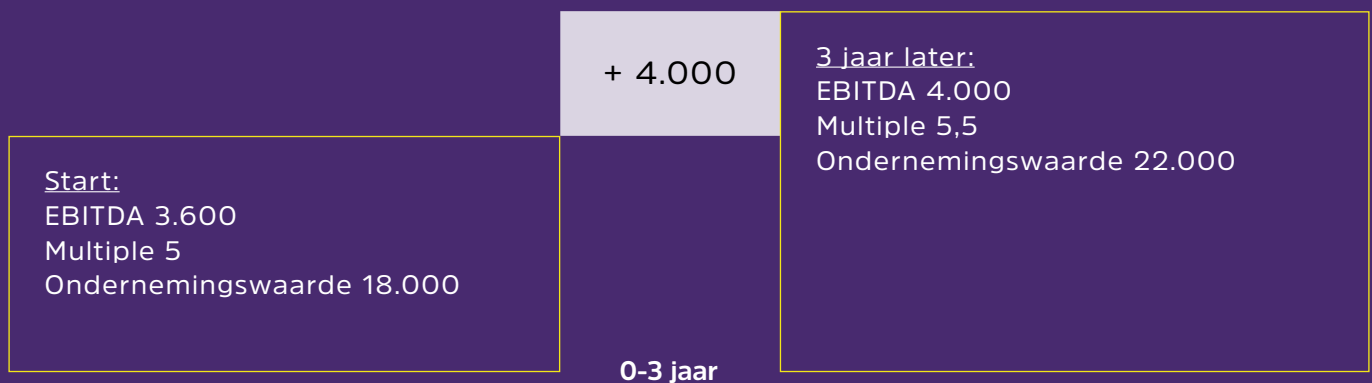 Start:
EBITDA 3.600
Multiple 5
Ondernemingswaarde 18.000
+ 4.000
0-3 jaar
3 jaar later:
EBITDA 4.000
Multiple 5,5
Ondernemingswaarde 22.000